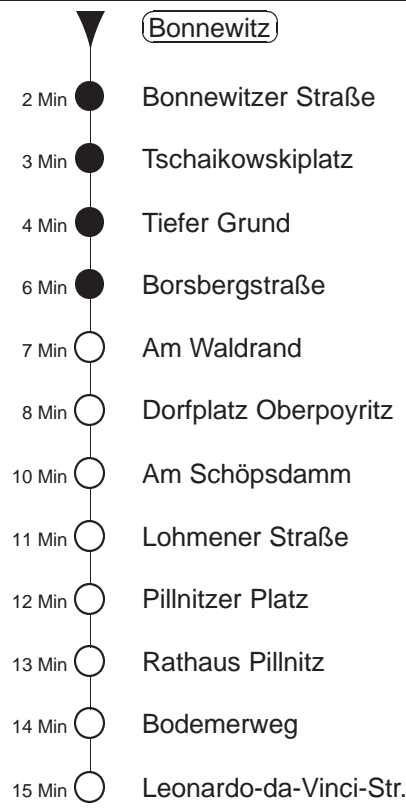 Bonnewitz
2 Min Bonnewitzer Straße
3 Min Tschaikowskiplatz
4 Min Tiefer Grund
6 Min Borsbergstraße
7 Min Am Waldrand
8 Min Dorfplatz Oberpoyritz
10 Min Am Schöpsdamm
11 Min Lohmener Straße
12 Min Pillnitzer Platz
13 Min Rathaus Pillnitz
14 Min Bodemerweg
15 Min Leonardo-da-Vinci-Str.